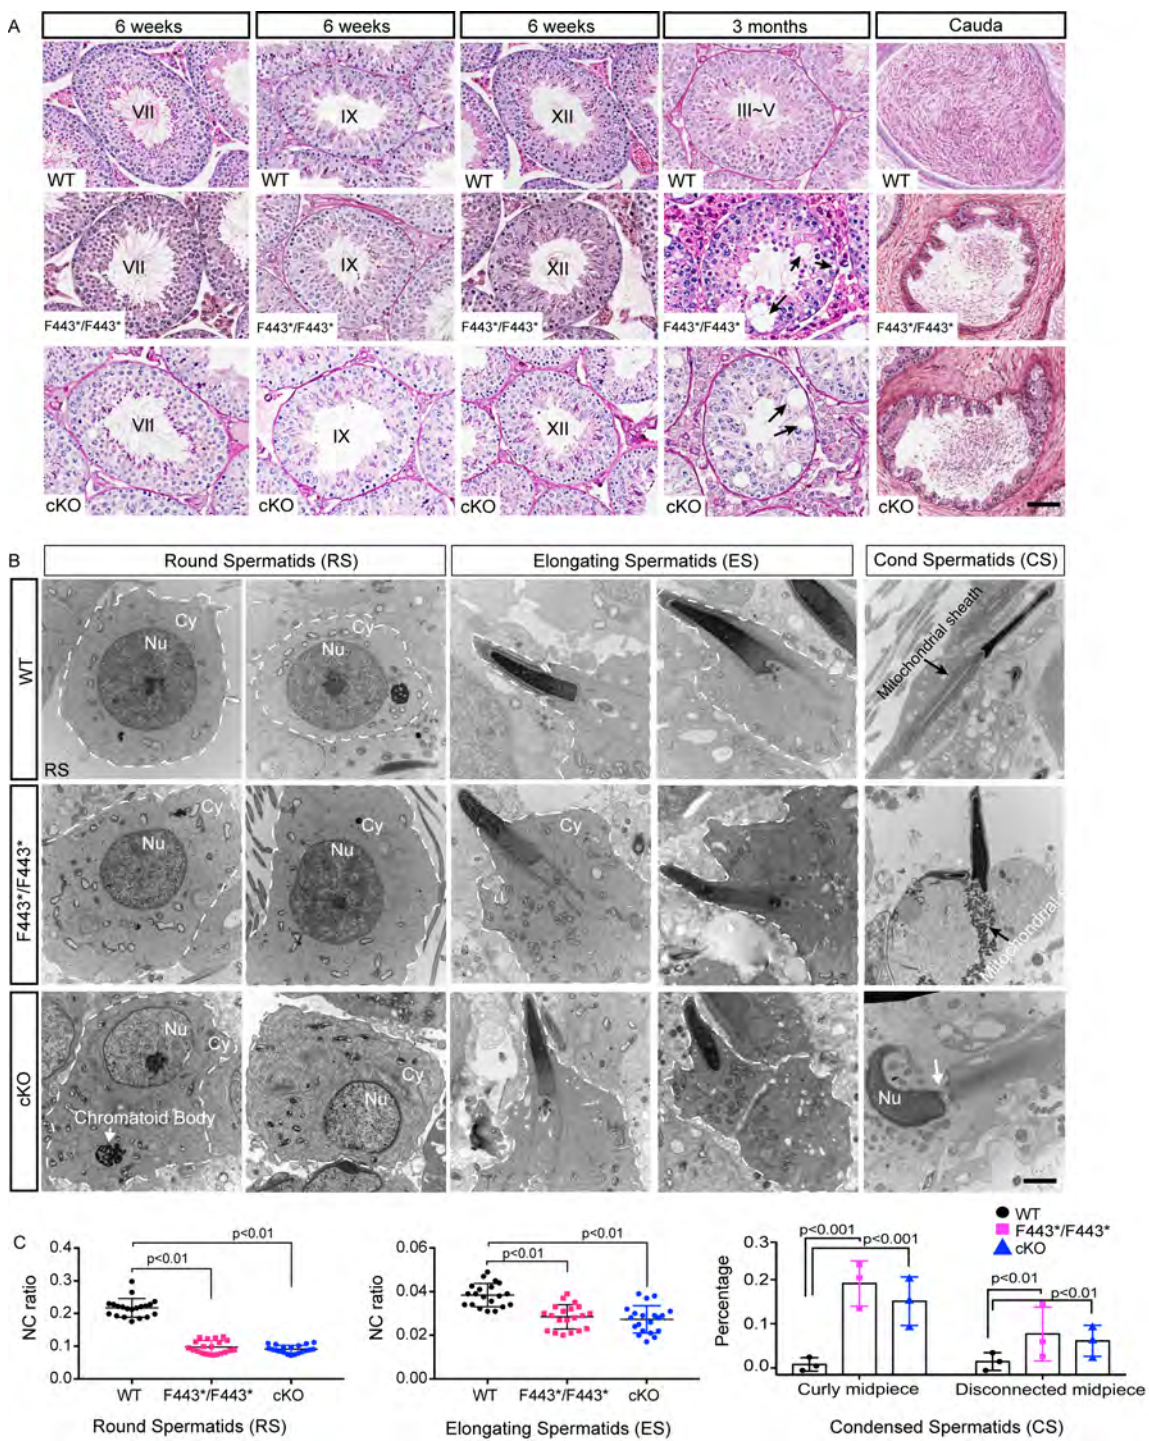 A
6 weeks 6 weeks 6 weeks 3 months Cauda
VII IX XII III~V
WT WT WT WT WT
VII IX XII
F443*/F443* F443*/F443* F443*/F443* F443*/F443* F443*/F443*
VII IX XII
cKO cKO cKO cKO cKO
B
Round Spermatids (RS) Elongating Spermatids (ES) Cond Spermatids (CS)
WT
Cy Nu Cy Nu Mitochondrial sheath
RS
F443*/F443*
Cy Nu Cy Nu Cy Mitochondrial
cKO
Nu Cy Cy Nu Nu
Chromatoid Body
C
WT
F443*/F443*
cKO
NC ratio
0.4
0.3
0.2
0.1
0.0
p<0.01
p<0.01
WT F443*/F443* cKO
Round Spermatids (RS)
NC ratio
0.06
0.04
0.02
0.00
p<0.01
p<0.01
WT F443*/F443* cKO
Elongating Spermatids (ES)
Percentage
0.3
0.2
0.1
0.0
p<0.001
p<0.001
p<0.01
p<0.01
Curly midpiece Disconnected midpiece
Condensed Spermatids (CS)